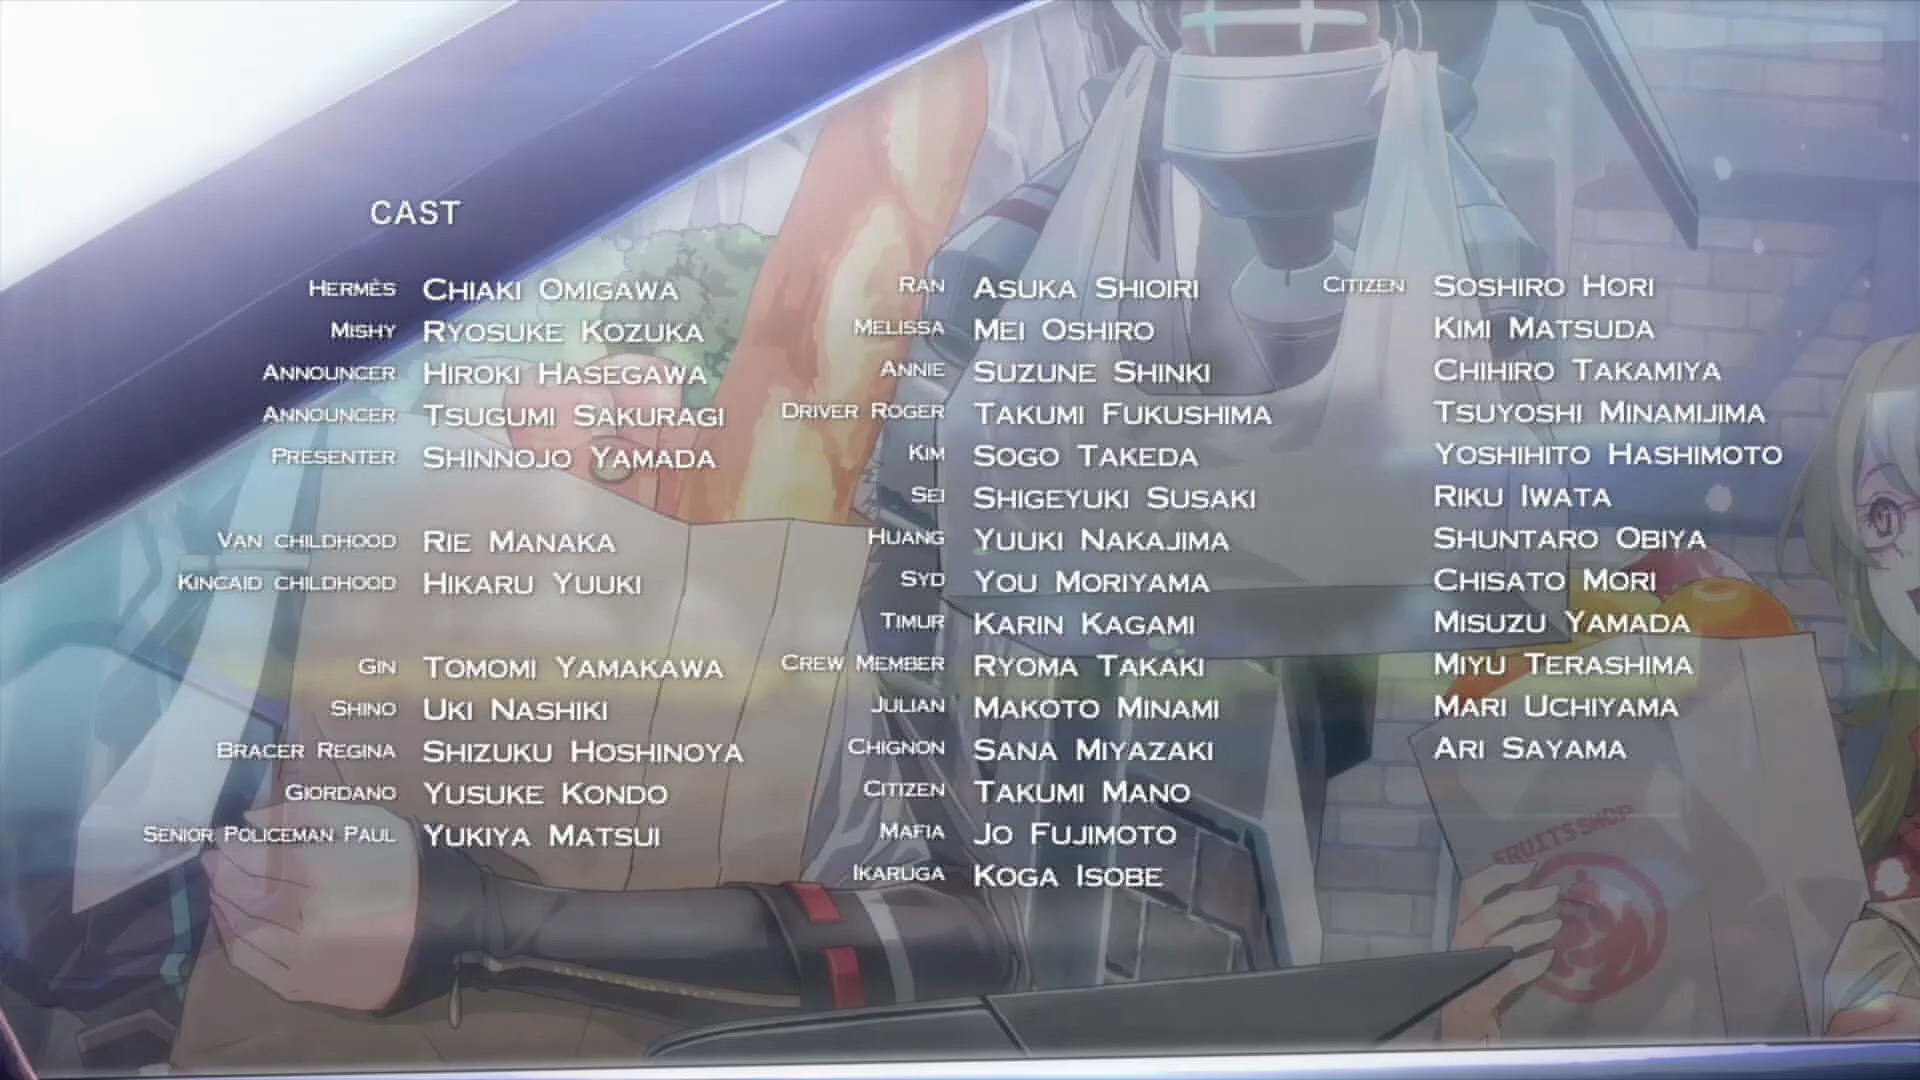 CAST
Hermès Chiaki Omigawa
Mishy Ryosuke Kozuka
Announcer Hiroki Hasegawa
Announcer Tsugumi Sakuragi
Presenter Shinnojo Yamada
Van childhood Rie Manaka
Kincaid childhood Hikaru Yuuki
Gin Tomomi Yamakawa
Shino Uki Nashiki
Bracer Regina Shizuku Hoshinoya
Giordano Yusuke Kondo
Senior Policeman Paul Yukiya Matsui
Ran Asuka Shioiri
Melissa Mei Oshiro
Annie Suzune Shinki
Driver Roger Takumi Fukushima
Kim Sogo Takeda
Sei Shigeyuki Susaki
Huang Yuuki Nakajima
Syd You Moriyama
Timur Karin Kagami
Crew Member Ryoma Takaki
Julian Makoto Minami
Chignon Sana Miyazaki
Citizen Takumi Mano
Mafia Jo Fujimoto
Ikaruga Koga Isobe
Citizen Soshiro Hori
Kimi Matsuda
Chihiro Takamiya
Tsuyoshi Minamijima
Yoshihito Hashimoto
Riku Iwata
Shuntaro Obiya
Chisato Mori
Misuzu Yamada
Miyu Terashima
Mari Uchiyama
Ari Sayama
FRUITS SHOP